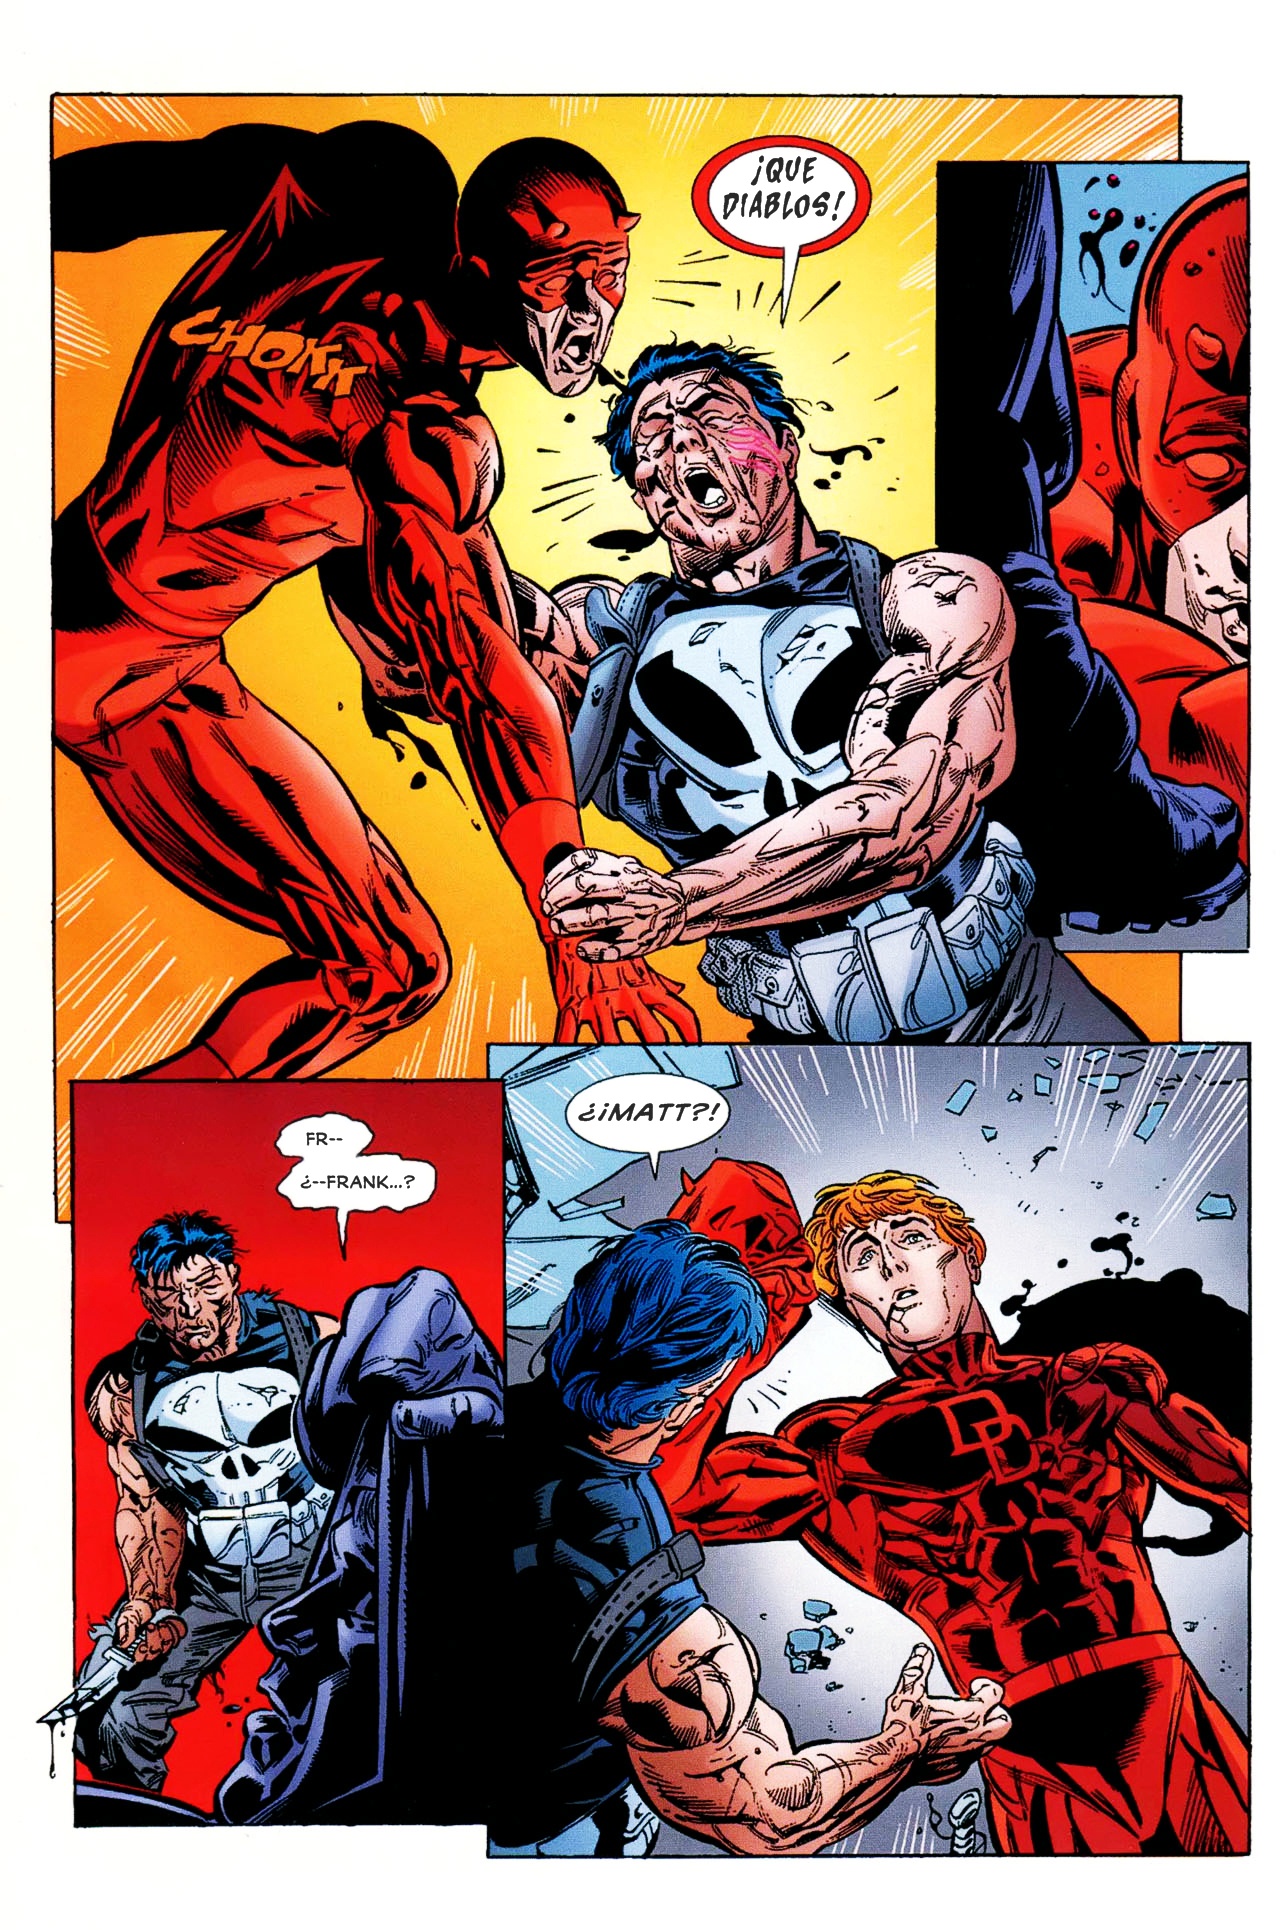 ¡QUE
DIABLOS!
CHOKK
FR--
¿--FRANK...?
¿¡MATT?!
DD